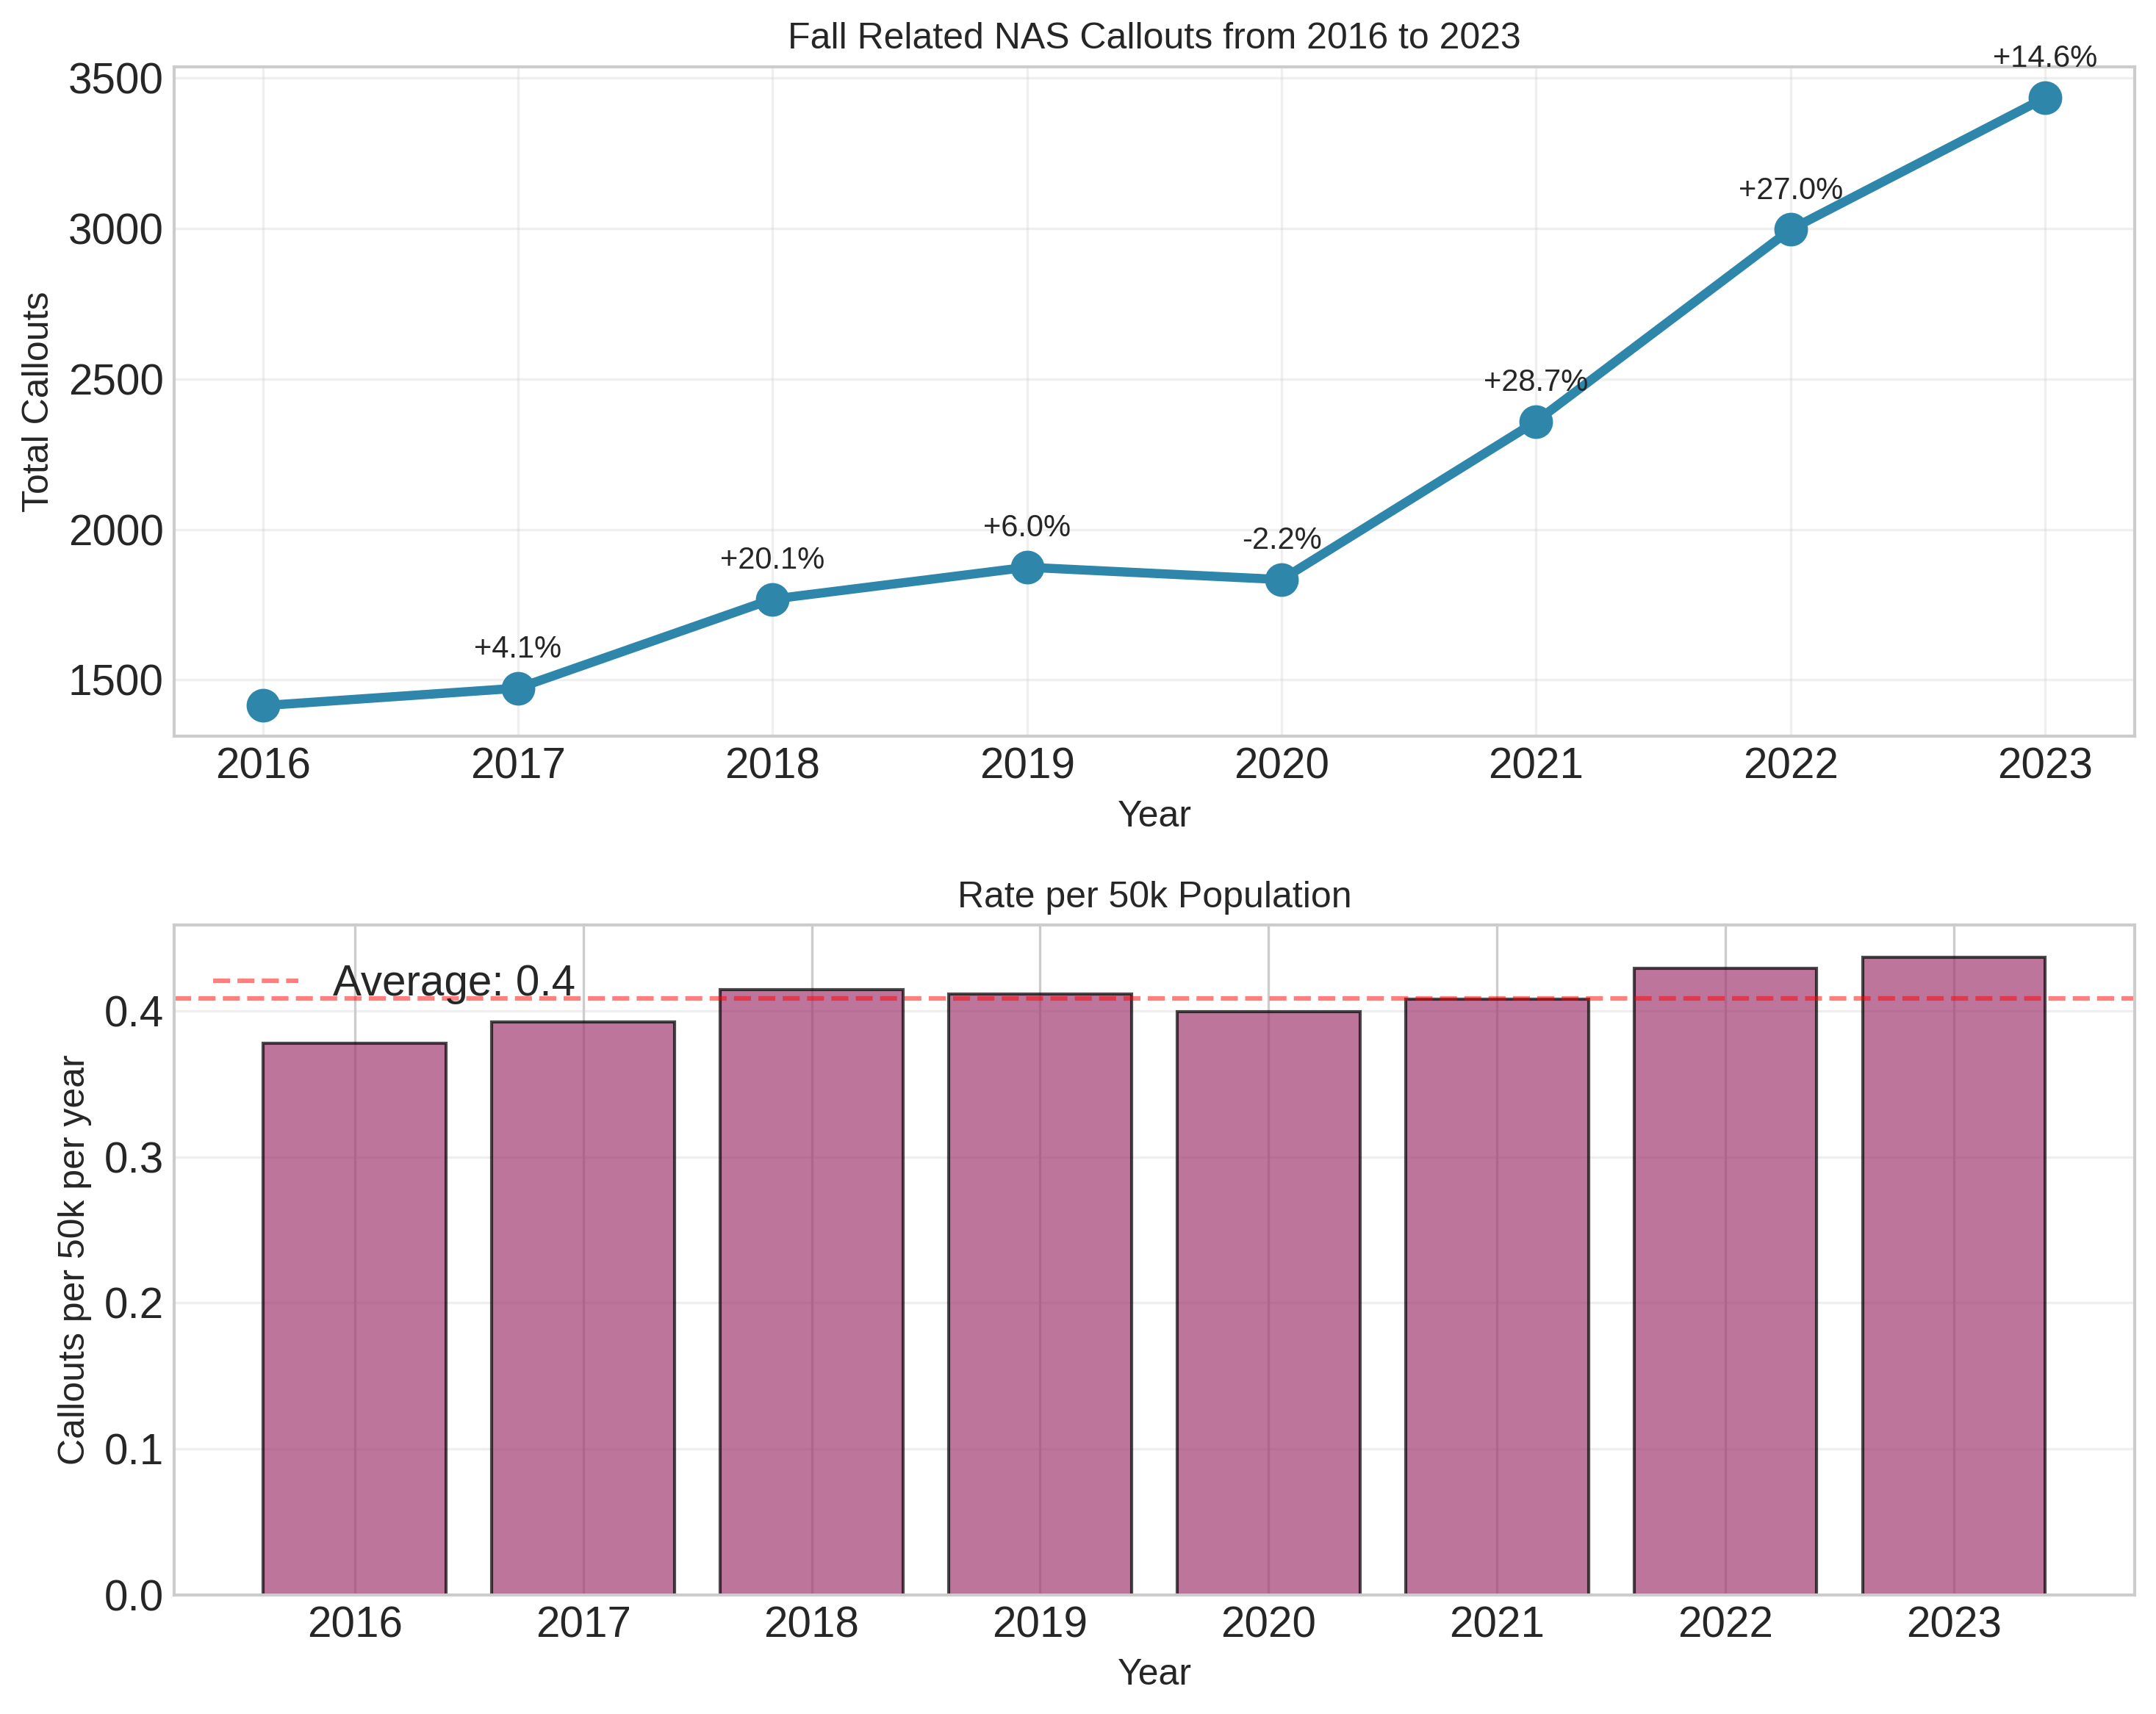 Fall Related NAS Callouts from 2016 to 2023
+14.6%
3500
+27.0%
3000
+28.7%
2500
+6.0%
-2.2%
2000
+20.1%
+4.1%
1500
Total Callouts
2016 2017 2018 2019 2020 2021 2022 2023
Year
Rate per 50k Population
Average: 0.4
0.4
0.3
0.2
0.1
0.0
Callouts per 50k per year
2016 2017 2018 2019 2020 2021 2022 2023
Year